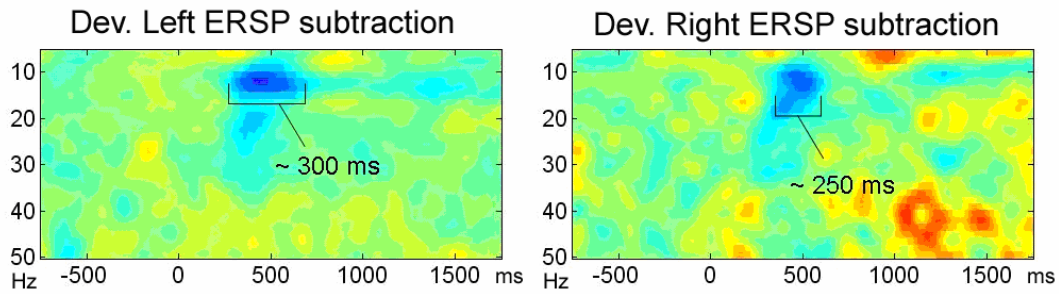 Dev. Left ERSP subtraction
10
20
30
40
50
Hz
-500 0 500 1000 1500 ms
~ 300 ms
Dev. Right ERSP subtraction
10
20
30
40
50
Hz
-500 0 500 1000 1500 ms
~ 250 ms